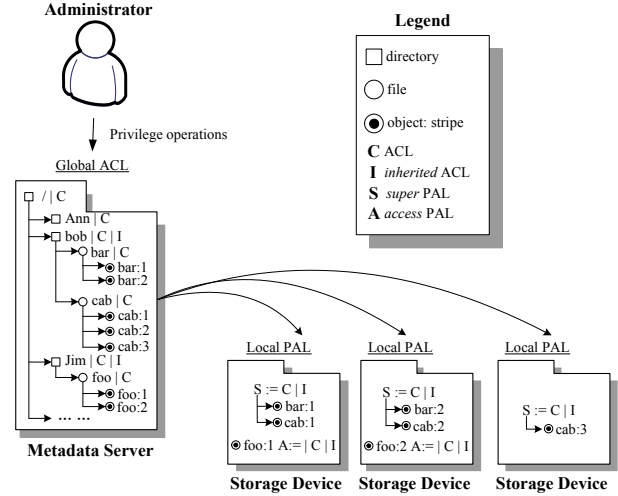 Administrator
Privilege operations
Legend
directory
file
object: stripe
C ACL
I inherited ACL
S super PAL
A access PAL
Global ACL
/ | C
Ann | C
bob | C | I
bar | C
bar:1
bar:2
cab | C
cab:1
cab:2
cab:3
Jim | C | I
foo | C
foo:1
foo:2
... ...
Metadata Server
Local PAL
S := C | I
bar:1
cab:1
foo:1 A:= | C | I
Storage Device
Local PAL
S := C | I
bar:2
cab:2
foo:2 A:= | C | I
Storage Device
Local PAL
S := C | I
cab:3
Storage Device